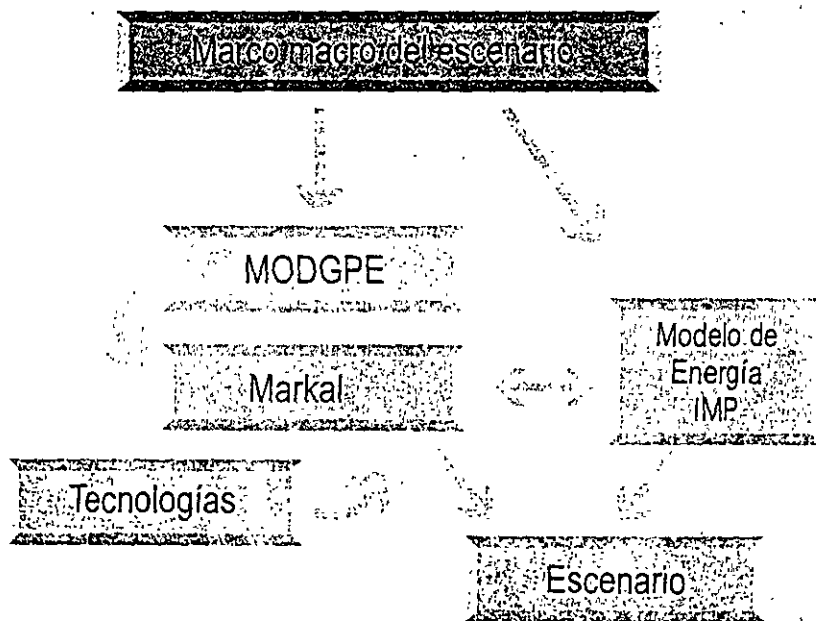 Marco macro del escenario
MODGPE
Markal
Modelo de
Energía
IMP
Tecnologías
Escenario